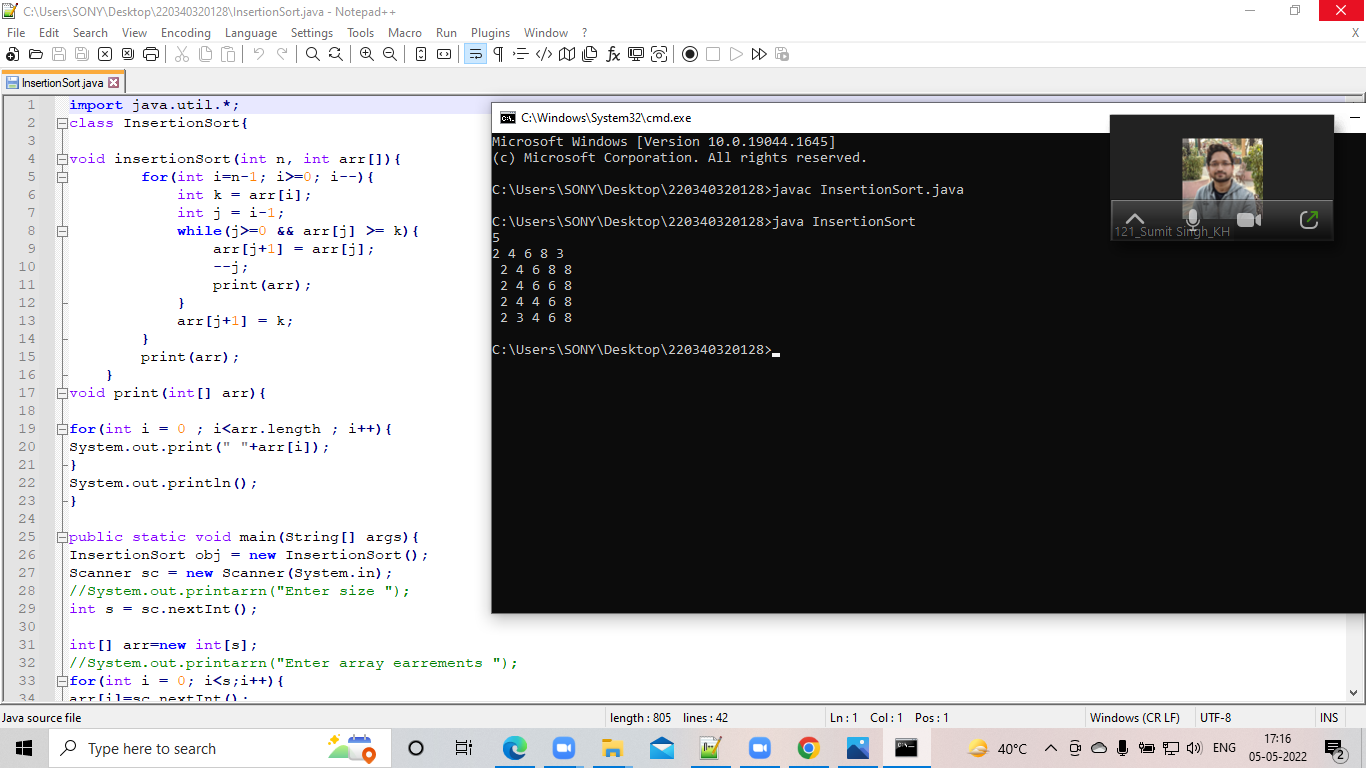 C:\Users\SONY\Desktop\220340320128\InsertionSort.java - Notepad++
File Edit Search View Encoding Language Settings Tools Macro Run Plugins Window ? X
InsertionSort.java
1 import java.util.*;
2 class InsertionSort{
3
4 void insertionSort(int n, int arr[]){
5 for(int i=n-1; i>=0; i--){
6 int k = arr[i];
7 int j = i-1;
8 while(j>=0 && arr[j] >= k){
9 arr[j+1] = arr[j];
10 --j;
11 print(arr);
12 }
13 arr[j+1] = k;
14 }
15 print(arr);
16 }
17 void print(int[] arr){
18
19 for(int i = 0 ; i<arr.length ; i++){
20 System.out.print(" "+arr[i]);
21 }
22 System.out.println();
23 }
24
25 public static void main(String[] args){
26 InsertionSort obj = new InsertionSort();
27 Scanner sc = new Scanner(System.in);
28 //System.out.printarrn("Enter size ");
29 int s = sc.nextInt();
30
31 int[] arr=new int[s];
32 //System.out.printarrn("Enter array earrements ");
33 for(int i = 0; i<s;i++){
34 arr[i]=sc.nextInt();
C:\Windows\System32\cmd.exe
Microsoft Windows [Version 10.0.19044.1645]
(c) Microsoft Corporation. All rights reserved.
C:\Users\SONY\Desktop\220340320128>javac InsertionSort.java
C:\Users\SONY\Desktop\220340320128>java InsertionSort
5
2 4 6 8 3
2 4 6 8 8
2 4 6 6 8
2 4 4 6 8
2 3 4 6 8
C:\Users\SONY\Desktop\220340320128>
121_Sumit Singh_KH
Java source file length : 805 lines : 42 Ln : 1 Col : 1 Pos : 1 Windows (CR LF) UTF-8 INS
Type here to search
40°C ENG
17:16
05-05-2022
2